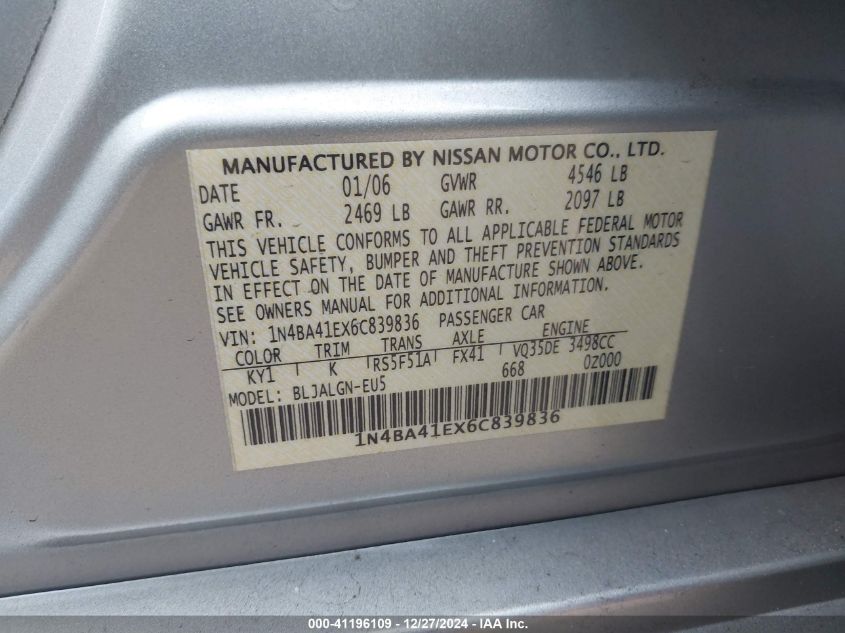 MANUFACTURED BY NISSAN MOTOR CO., LTD.
DATE 01/06 GVWR 4546 LB
GAWR FR. 2469 LB GAWR RR. 2097 LB
THIS VEHICLE CONFORMS TO ALL APPLICABLE FEDERAL MOTOR
VEHICLE SAFETY, BUMPER AND THEFT PREVENTION STANDARDS
IN EFFECT ON THE DATE OF MANUFACTURE SHOWN ABOVE.
SEE OWNERS MANUAL FOR ADDITIONAL INFORMATION.
VIN: 1N4BA41EX6C839836 PASSENGER CAR
COLOR TRIM TRANS AXLE ENGINE
KY1 K RS5F51A FX41 VQ35DE 3498CC
MODEL: BLJALGN-EU5 668 0Z000
1N4BA41EX6C839836
000-41196109 - 12/27/2024 - Copyright © 2024 IAA, Inc.